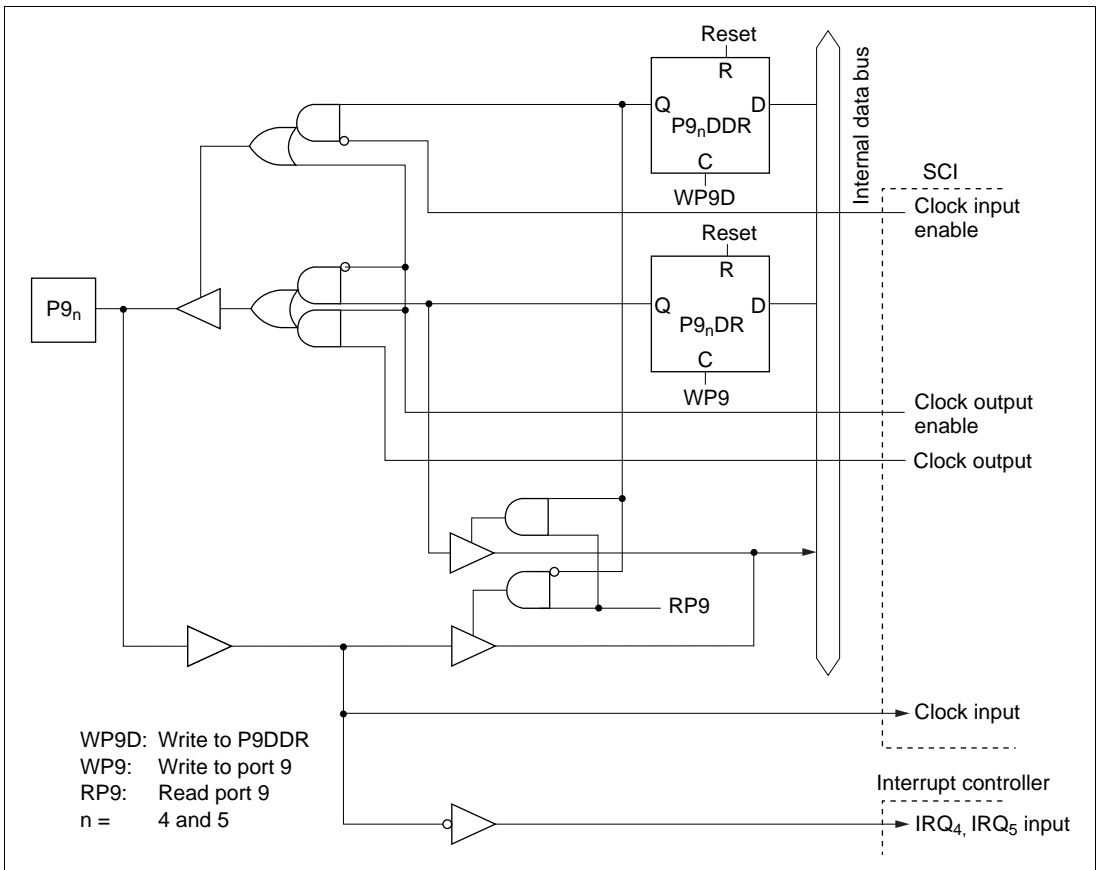 Reset
R
Q D
P9nDDR
C
WP9D
Internal data bus
SCI
Clock input
enable
Reset
R
Q D
P9nDR
C
WP9
P9n
Clock output
enable
Clock output
RP9
Clock input
WP9D: Write to P9DDR
WP9: Write to port 9
RP9: Read port 9
n = 4 and 5
Interrupt controller
IRQ4, IRQ5 input